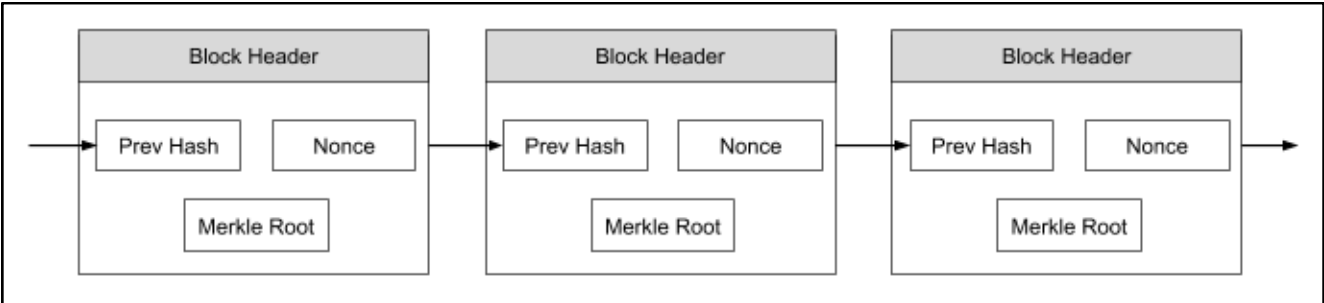 Block Header
Prev Hash
Nonce
Merkle Root
Block Header
Prev Hash
Nonce
Merkle Root
Block Header
Prev Hash
Nonce
Merkle Root